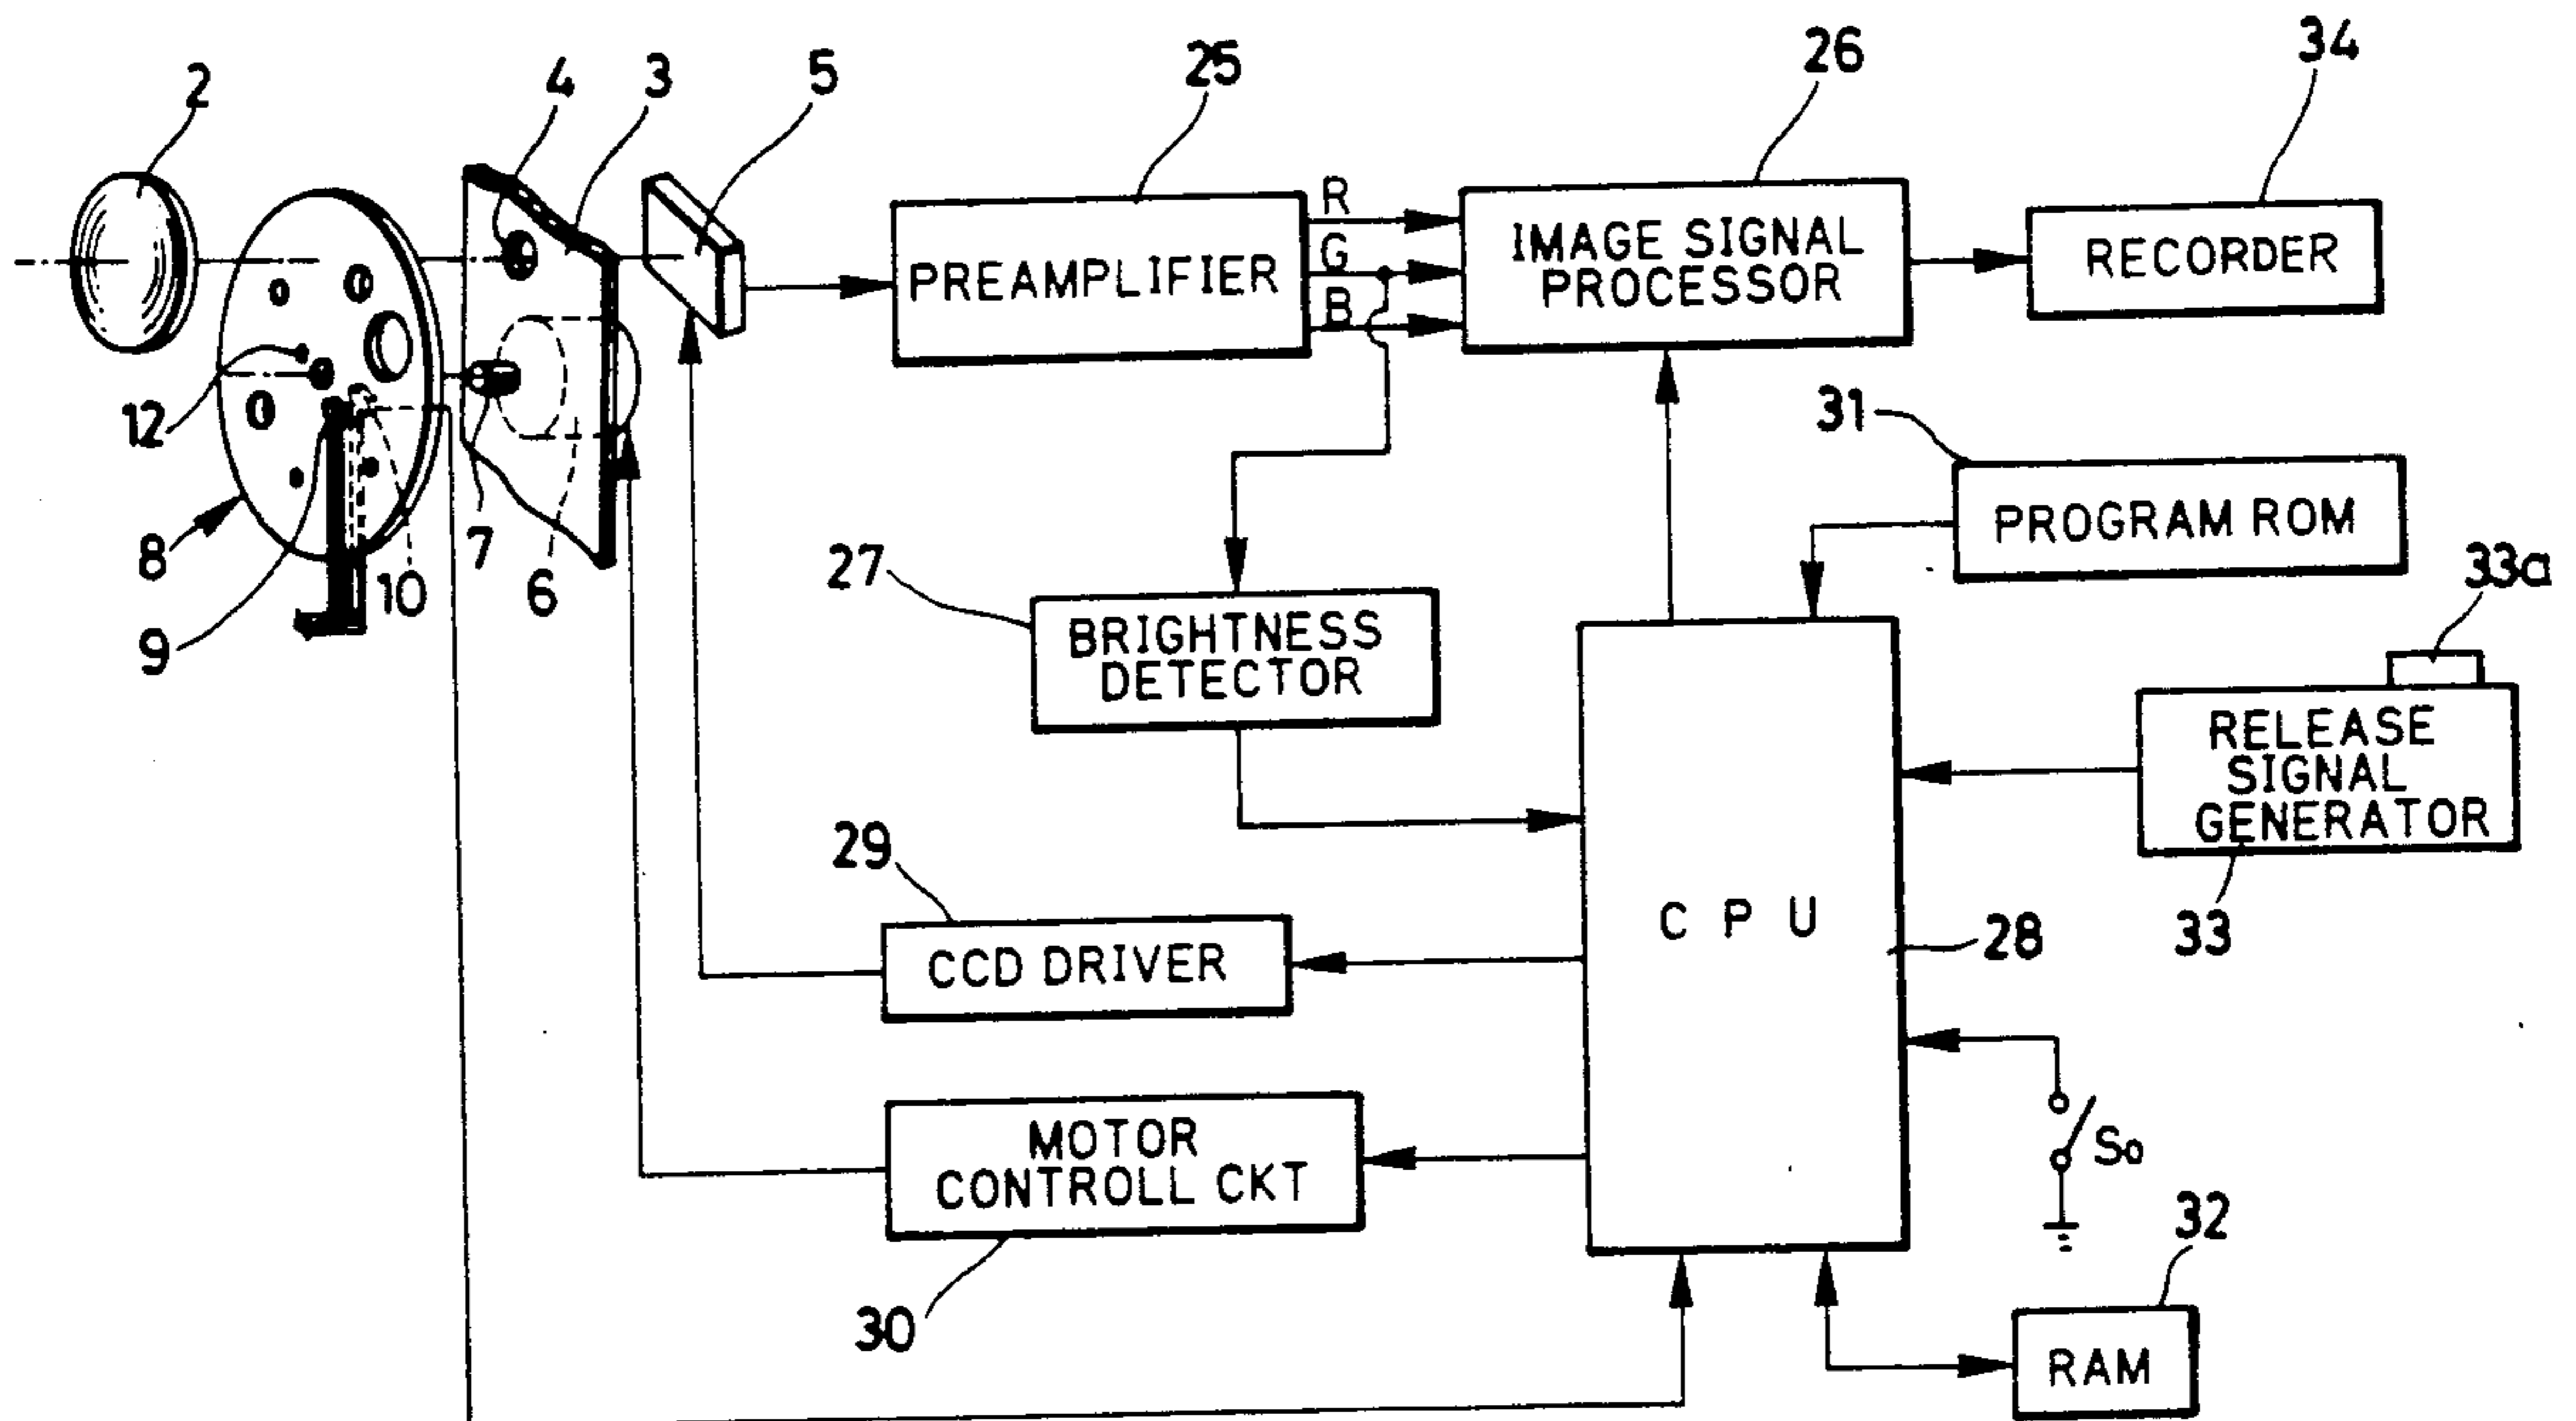 2
4
3
5
25
26
34
R
G
B
PREAMPLIFIER
IMAGE SIGNAL
PROCESSOR
RECORDER
12
31
PROGRAM ROM
8
9
10
7
6
27
BRIGHTNESS
DETECTOR
33a
RELEASE
SIGNAL
GENERATOR
33
29
CCD DRIVER
C P U
28
MOTOR
CONTROLL CKT
30
So
32
RAM